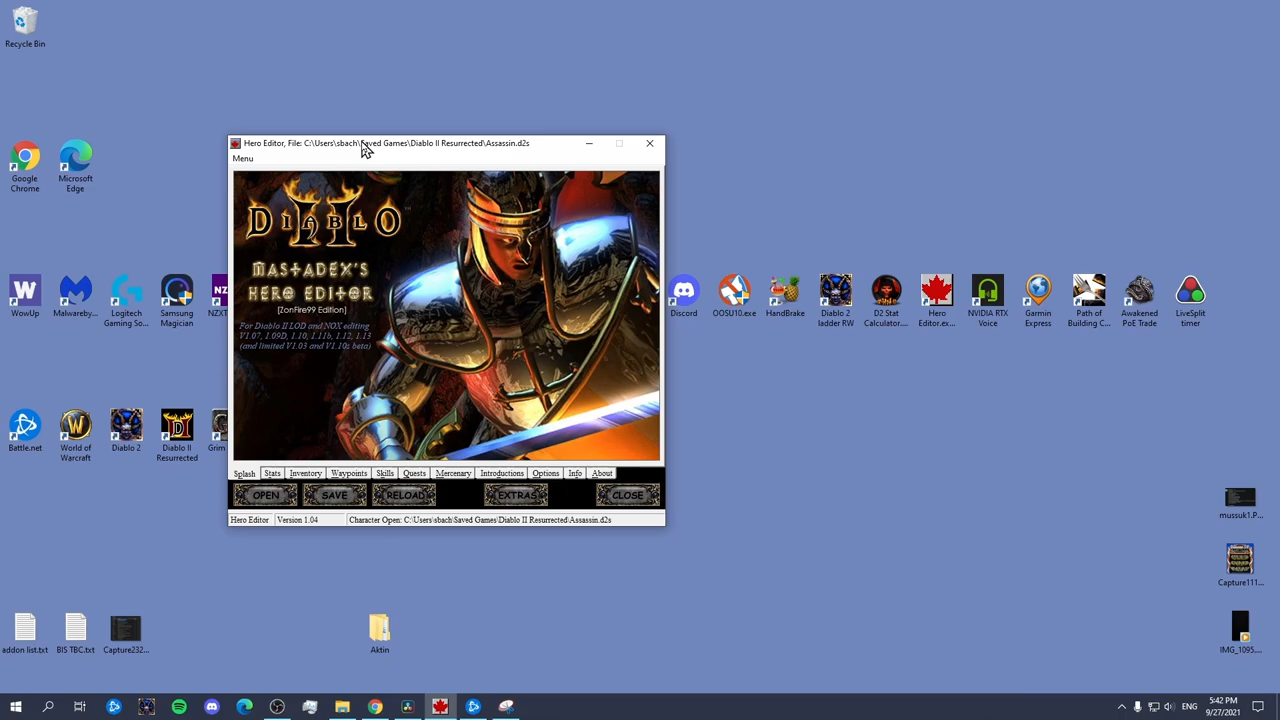 Recycle Bin
Hero Editor, File: C:\Users\sbach\Saved Games\Diablo II Resurrected\Assassin.d2s
Menu
DIABLO II
MASTADEX'S
HERO EDITOR
[ZonFire99 Edition]
For Diablo II LOD and NOX editing
V1.07, 1.09D, 1.10, 1.11b, 1.12, 1.13
(and limited V1.03 and V1.10s beta)
Splash Stats Inventory Waypoints Skills Quests Mercenary Introductions Options Info About
OPEN SAVE RELOAD EXTRAS CLOSE
Hero Editor Version 1.04 Character Open: C:\Users\sbach\Saved Games\Diablo II Resurrected\Assassin.d2s
Google Chrome
Microsoft Edge
WowUp
Malwareby...
Logitech Gaming So...
Samsung Magician
NZ
NZXT
Discord
OOSU10.exe
HandBrake
Diablo 2 ladder RW
D2 Stat Calculator....
Hero Editor.ex...
NVIDIA RTX Voice
Garmin Express
Path of Building C...
Awakened PoE Trade
LiveSplit timer
Battle.net
World of Warcraft
Diablo 2
Diablo II Resurrected
Grim
mussuk1.P...
Capture111...
addon list.txt
BIS TBC.txt
Capture232...
Aktin
IMG_1095....
ENG
5:42 PM
9/27/2021